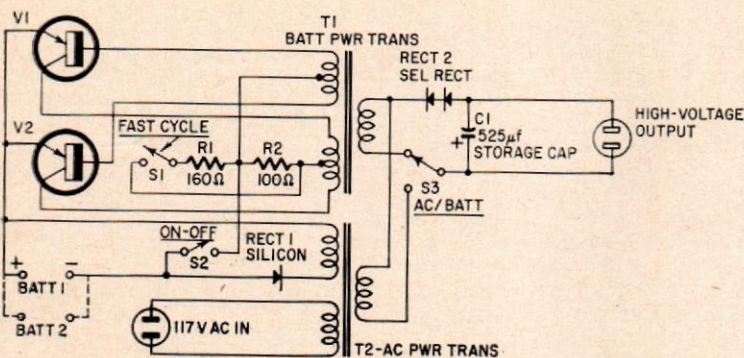 V1
V2
T1
BATT PWR TRANS
RECT 2
SEL RECT
FAST CYCLE
S1
R1
160Ω
R2
100Ω
C1
525μf
STORAGE CAP
+
HIGH-VOLTAGE
OUTPUT
S3
AC/BATT
ON-OFF
S2
RECT 1
SILICON
+
−
BATT 1
BATT 2
117 V AC IN
T2-AC PWR TRANS